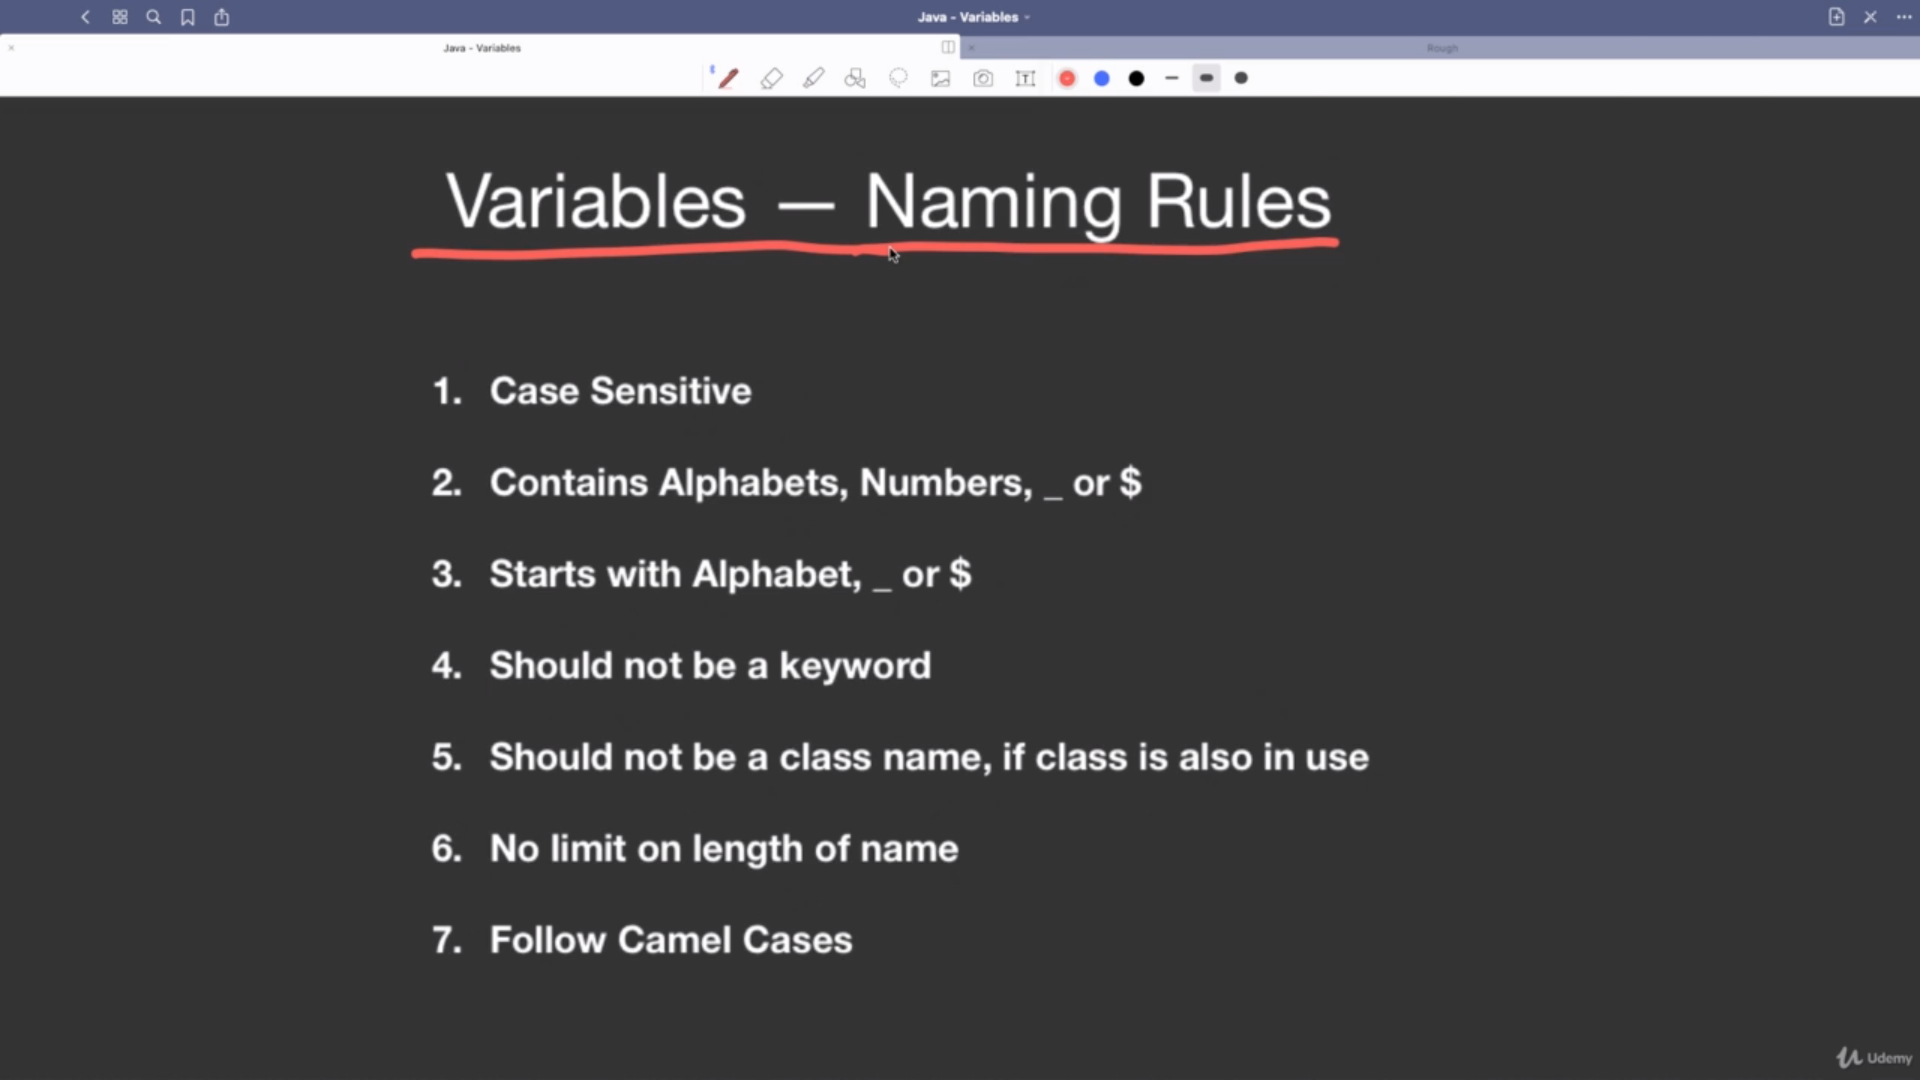 Java - Variables
Java - Variables
Rough
T
Variables — Naming Rules
1. Case Sensitive
2. Contains Alphabets, Numbers, _ or $
3. Starts with Alphabet, _ or $
4. Should not be a keyword
5. Should not be a class name, if class is also in use
6. No limit on length of name
7. Follow Camel Cases
Udemy